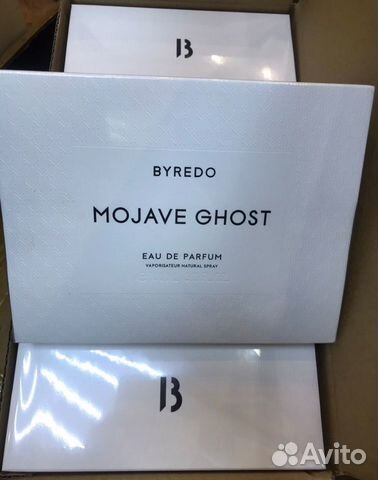 B
BYREDO
MOJAVE GHOST
EAU DE PARFUM
VAPORISATEUR NATURAL SPRAY
B
Avito